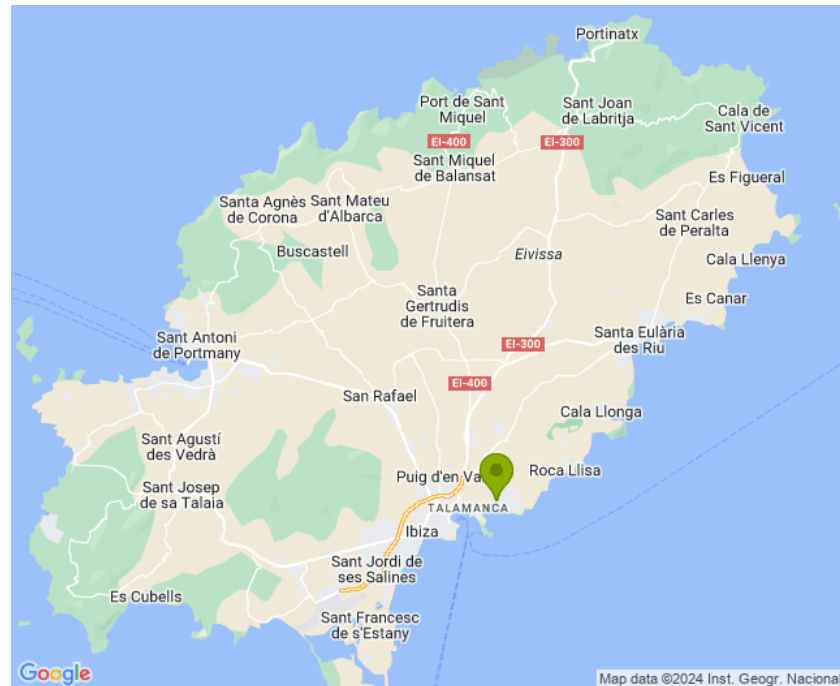 Portinatx
Port de Sant
Miquel
Sant Joan
de Labritja
Cala de
Sant Vicent
EI-400
EI-300
Sant Miquel
de Balansat
Es Figueral
Santa Agnès
de Corona
Sant Mateu
d'Albarca
Sant Carles
de Peralta
Buscastell
Eivissa
Cala Llenya
Santa
Gertrudis
de Fruitera
Es Canar
Sant Antoni
de Portmany
Santa Eulària
des Riu
EI-300
EI-400
San Rafael
Cala Llonga
Sant Agustí
des Vedrà
Roca Llisa
Puig d'en Va
Sant Josep
de sa Talaia
TALAMANCA
Ibiza
Sant Jordi de
ses Salines
Es Cubells
Sant Francesc
de s'Estany
Google
Map data ©2024 Inst. Geogr. Nacional